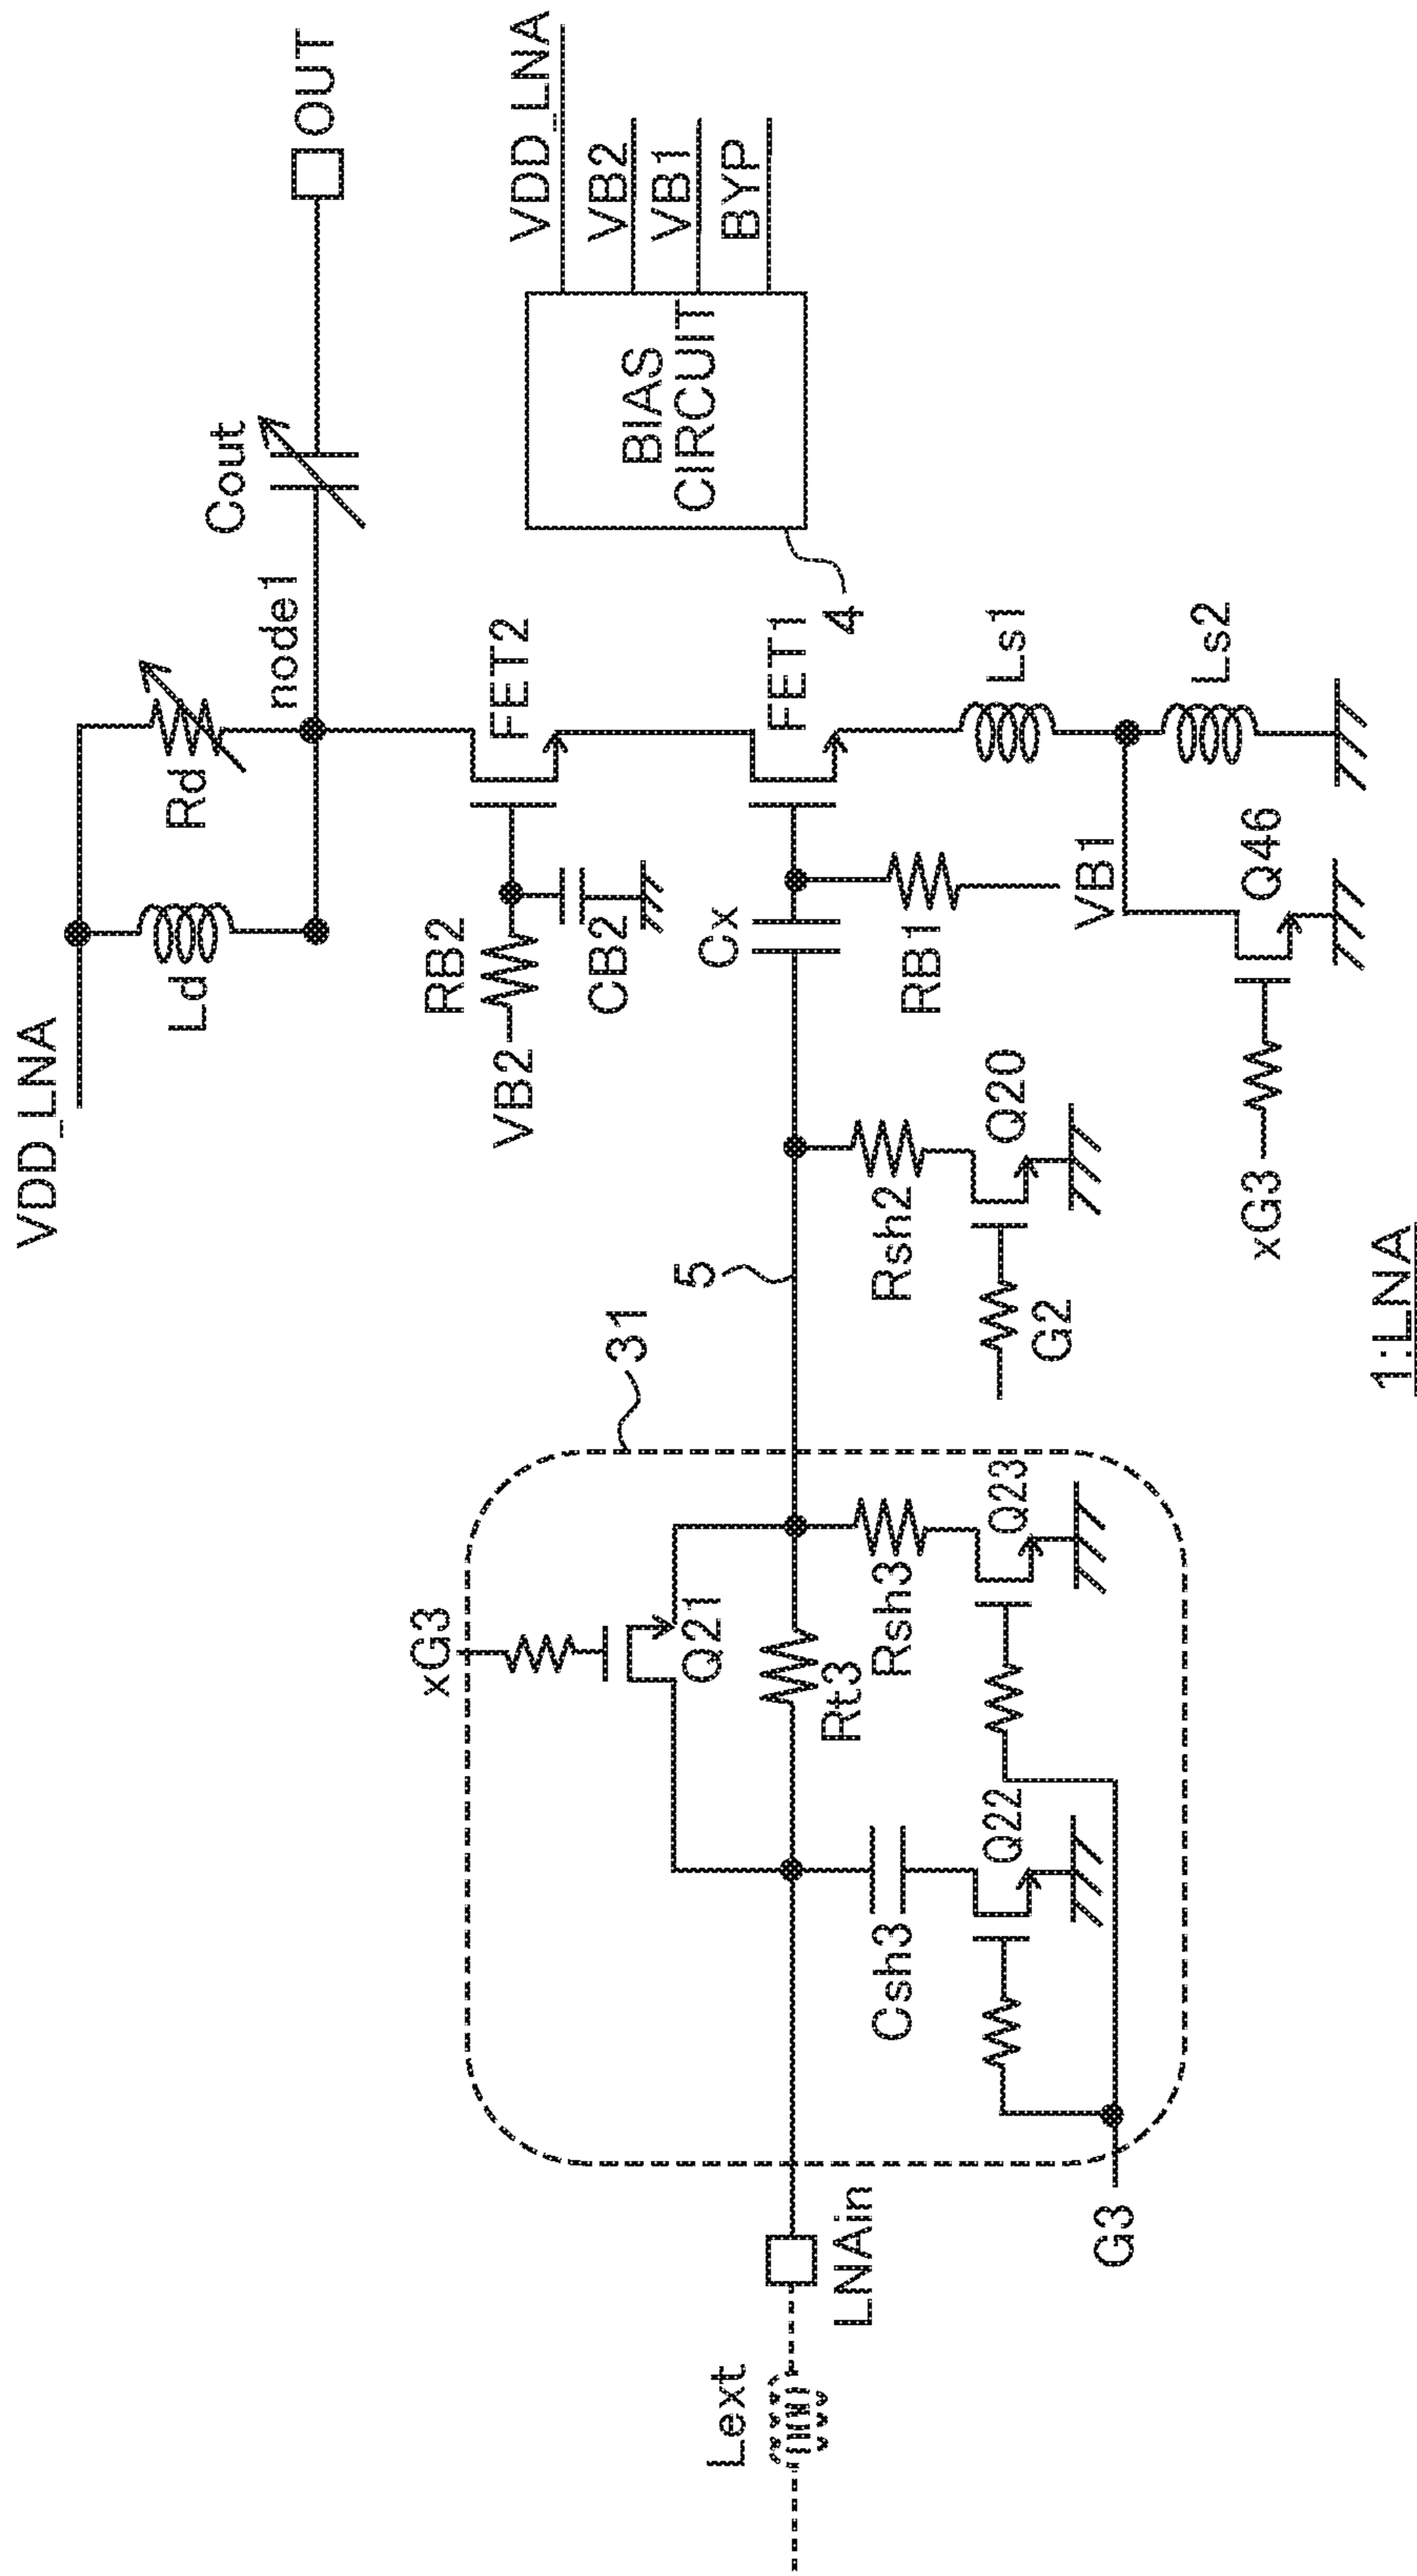 VDD_LNA
Ld
Rd
node1
Cout
OUT
RB2
VB2
CB2
FET2
VDD_LNA
VB2
VB1
BYP
BIAS
CIRCUIT
4
31
5
Cx
FET1
RB1
VB1
Ls1
Ls2
Q46
xG3
xG3
Q21
Rt3
Rsh3
Q23
Rsh2
Q20
G2
Csh3
Q22
Lext
LNAin
G3
1:LNA